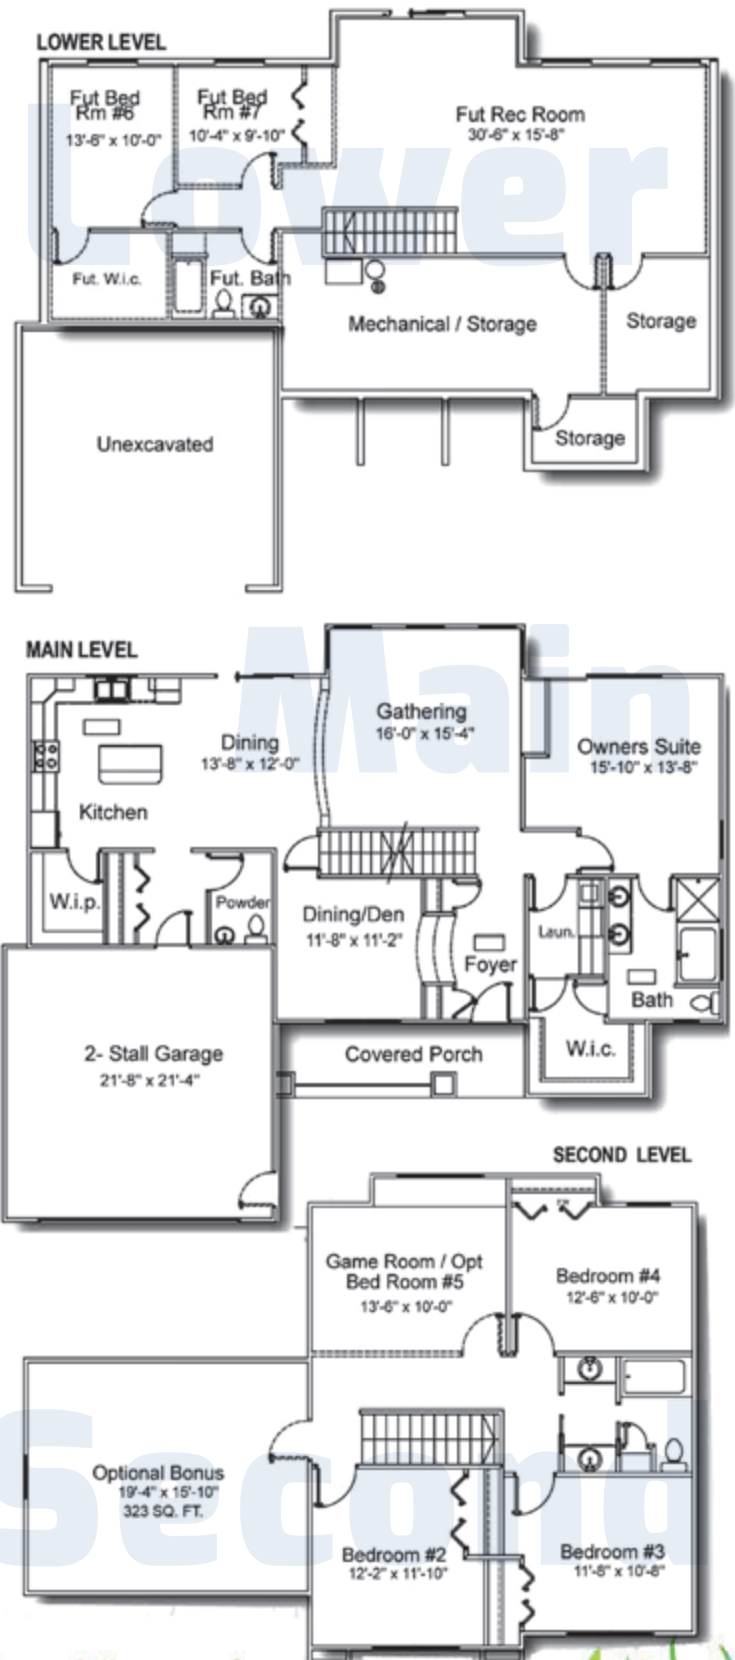 LOWER LEVEL
Fut Bed
Rm #6
13'-6" x 10'-0"
Fut Bed
Rm #7
10'-4" x 9'-10"
Fut Rec Room
30'-6" x 15'-8"
Lower
Fut. W.i.c.
Fut. Bath
Mechanical / Storage
Storage
Storage
Unexcavated
MAIN LEVEL
Main
Gathering
16'-0" x 15'-4"
Dining
13'-8" x 12'-0"
Owners Suite
15'-10" x 13'-8"
Kitchen
W.i.p.
Powder
Dining/Den
11'-8" x 11'-2"
Foyer
Laun.
Bath
W.i.c.
2- Stall Garage
21'-8" x 21'-4"
Covered Porch
SECOND LEVEL
Game Room / Opt
Bed Room #5
13'-6" x 10'-0"
Bedroom #4
12'-6" x 10'-0"
Second
Optional Bonus
19'-4" x 15'-10"
323 SQ. FT.
Bedroom #2
12'-2" x 11'-10"
Bedroom #3
11'-8" x 10'-8"